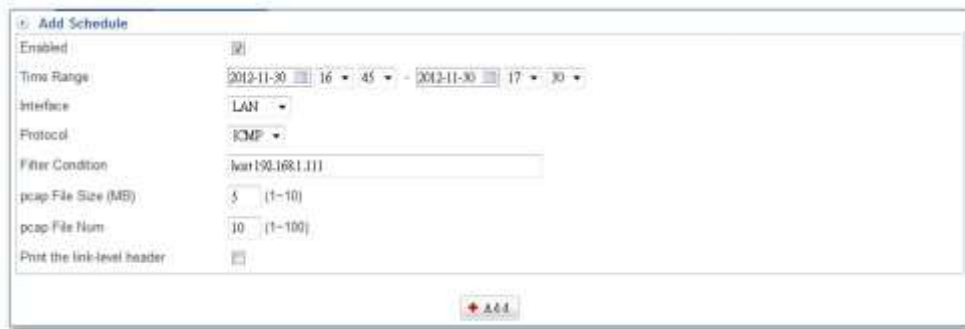 Add Schedule
Enabled
Time Range 2012-11-30 16 45 - 2012-11-30 17 30
Interface LAN
Protocol ICMP
Filter Condition host 192.168.1.111
pcap File Size (MB) 5 (1~10)
pcap File Num 10 (1~100)
Print the link-level header
Add